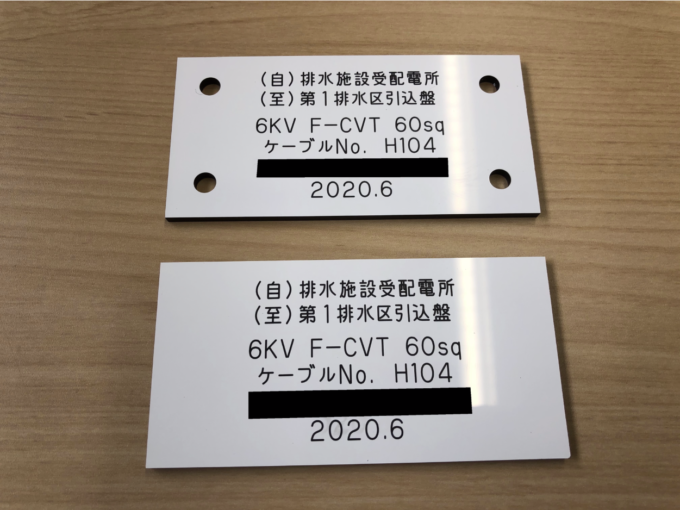 （自）排水施設受配電所
（至）第１排水区引込盤
6KV F-CVT 60sq
ケーブルNo. H104
2020.6
（自）排水施設受配電所
（至）第１排水区引込盤
6KV F-CVT 60sq
ケーブルNo. H104
2020.6